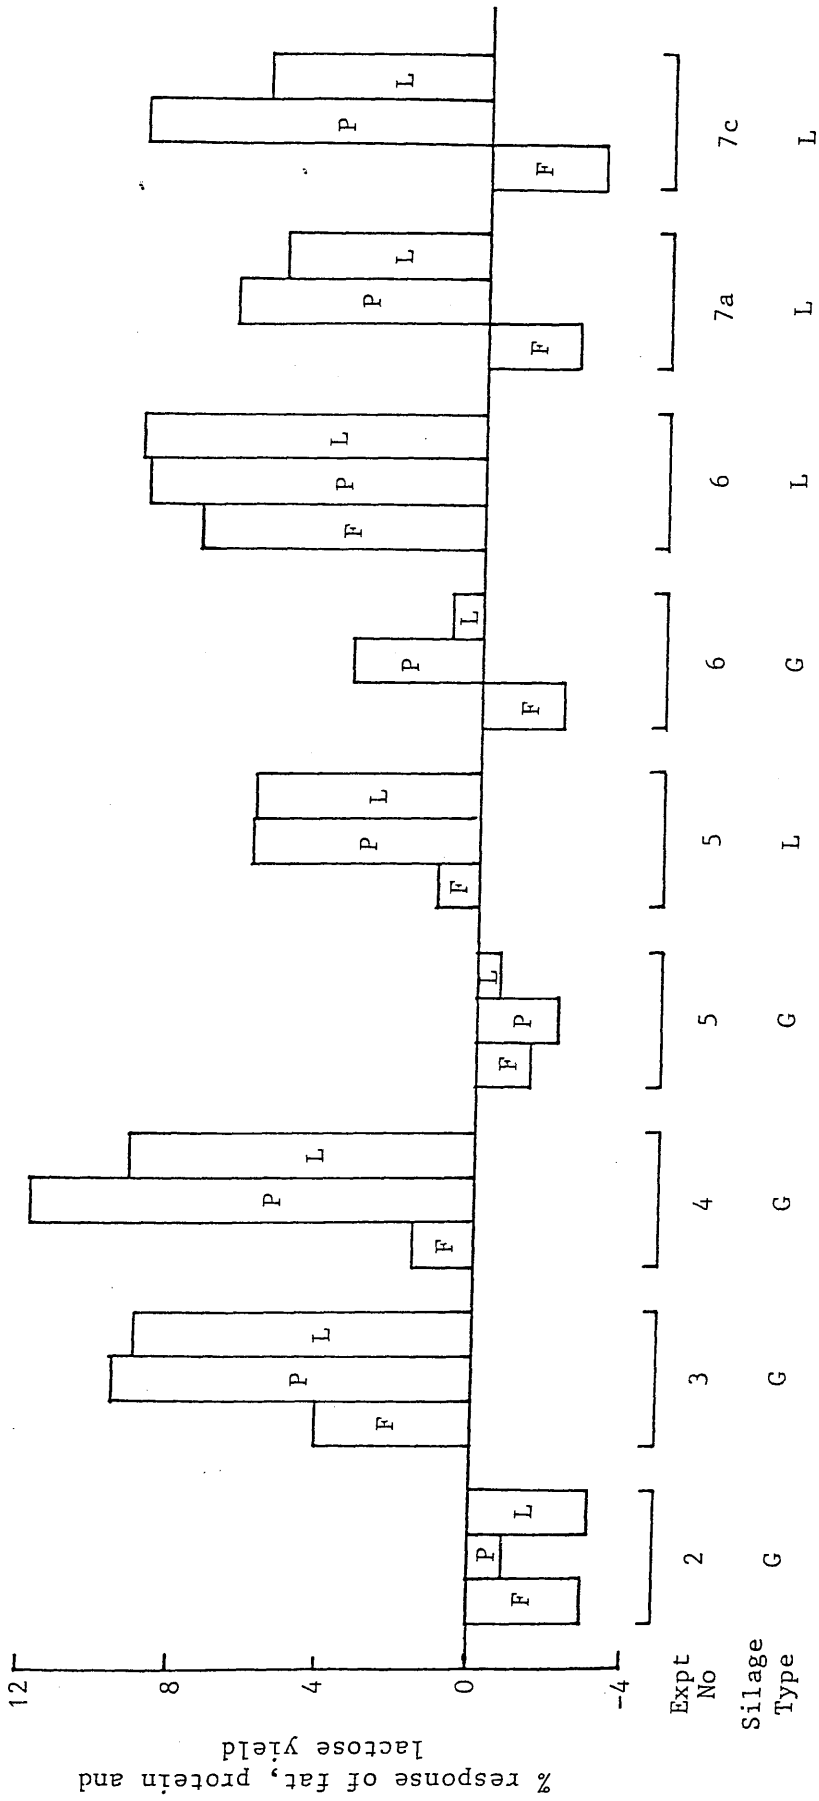 % response of fat, protein and
lactose yield
12
8
4
0
-4
F P L
F P L
F P L
F P L
F P L
F P L
F P L
F P L
F P L
Expt
No
2 3 4 5 5 6 6 7a 7c
Silage
Type
G G G G L G L L L